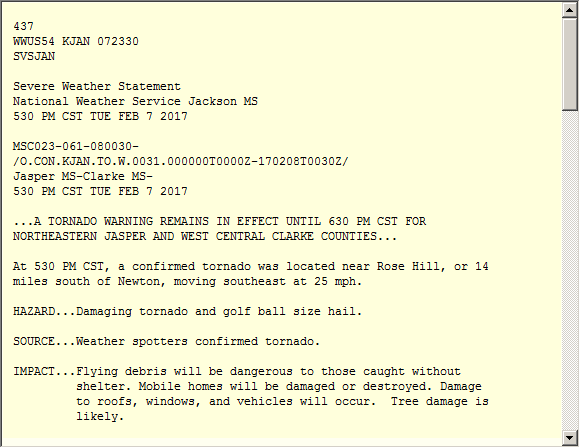 437
WWUS54 KJAN 072330
SVSJAN
Severe Weather Statement
National Weather Service Jackson MS
530 PM CST TUE FEB 7 2017
MSC023-061-080030-
/O.CON.KJAN.TO.W.0031.000000T0000Z-170208T0030Z/
Jasper MS-Clarke MS-
530 PM CST TUE FEB 7 2017
...A TORNADO WARNING REMAINS IN EFFECT UNTIL 630 PM CST FOR
NORTHEASTERN JASPER AND WEST CENTRAL CLARKE COUNTIES...
At 530 PM CST, a confirmed tornado was located near Rose Hill, or 14
miles south of Newton, moving southeast at 25 mph.
HAZARD...Damaging tornado and golf ball size hail.
SOURCE...Weather spotters confirmed tornado.
IMPACT...Flying debris will be dangerous to those caught without
shelter. Mobile homes will be damaged or destroyed. Damage
to roofs, windows, and vehicles will occur.  Tree damage is
likely.